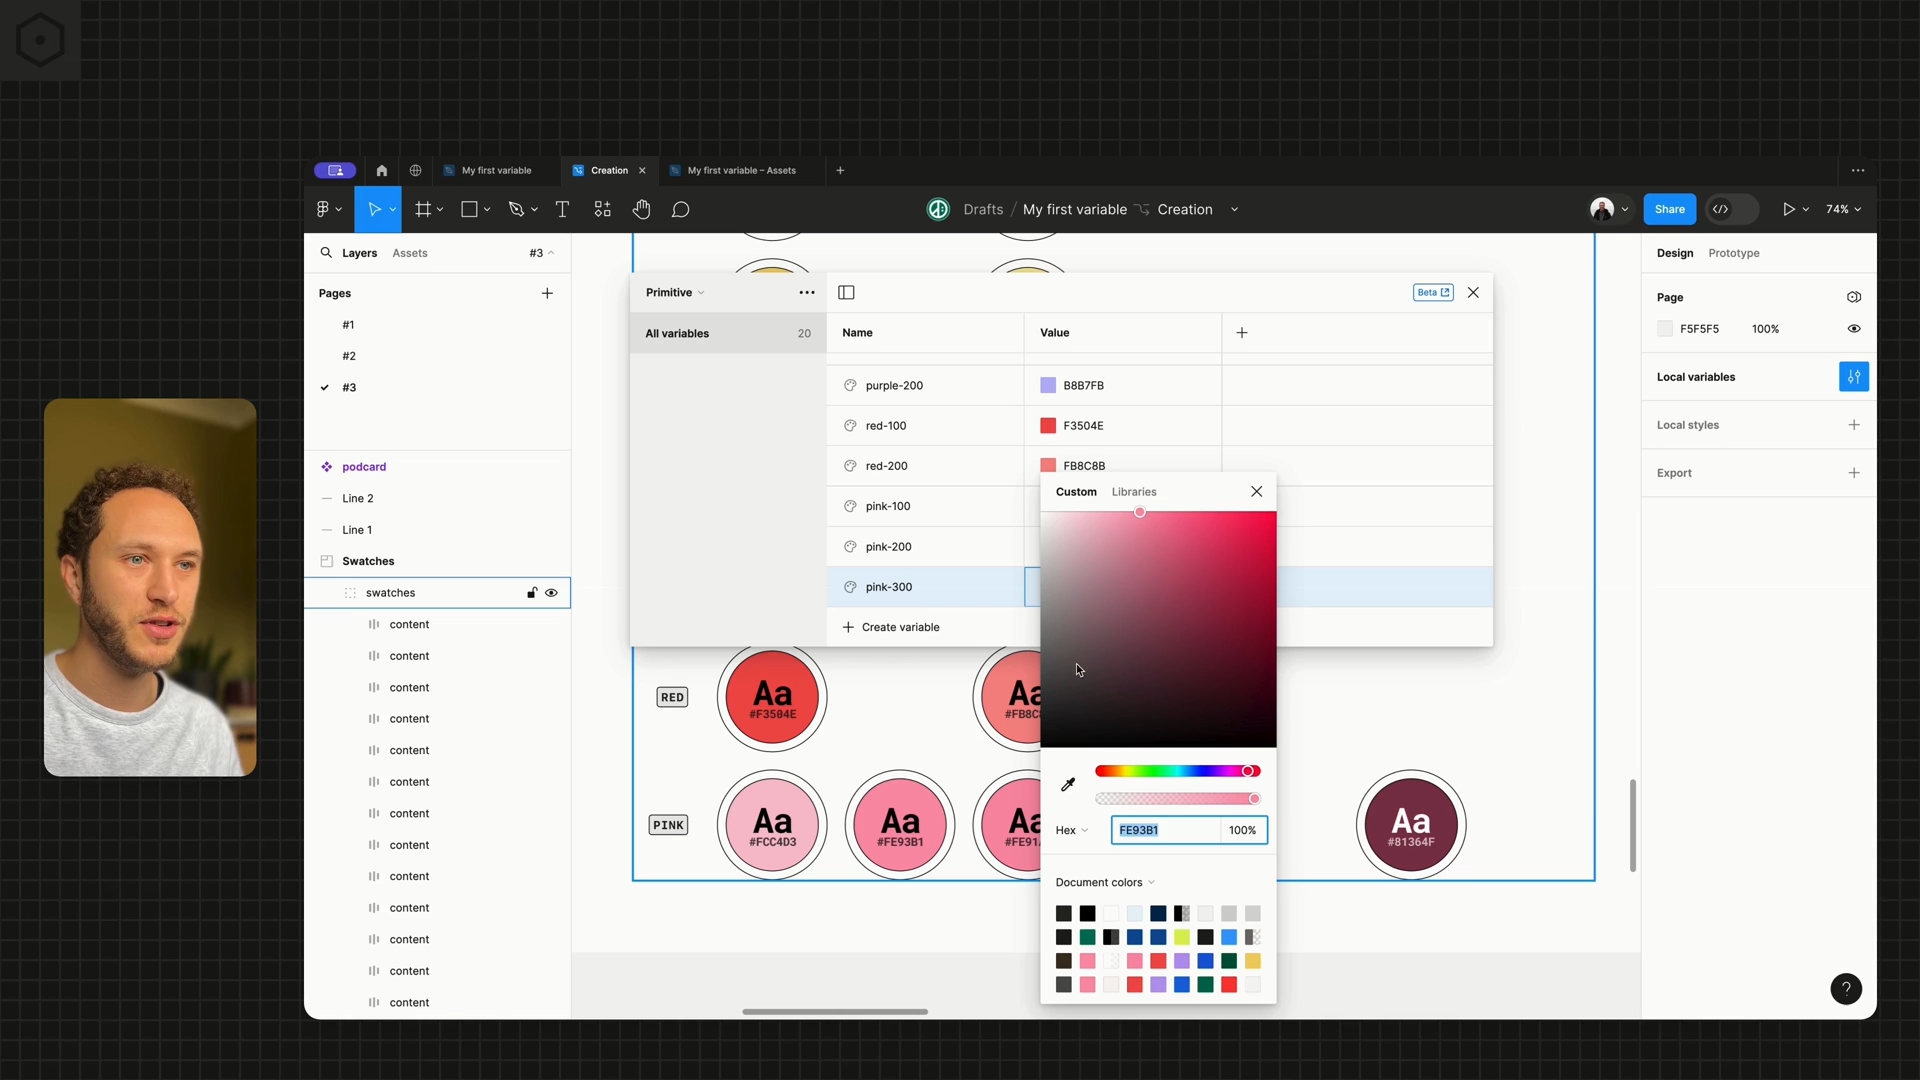 My first variable
Creation
My first variable – Assets
Drafts / My first variable Creation
Share
74%
Layers
Assets
#3
Pages
#1
#2
#3
podcard
Line 2
Line 1
Swatches
swatches
content
content
content
content
content
content
content
content
content
content
content
content
content
Primitive
Beta
All variables
20
Name
Value
purple-200
B8B7FB
red-100
F3504E
red-200
FB8C8B
pink-100
pink-200
pink-300
Create variable
Custom
Libraries
Hex
FE93B1
100%
Document colors
RED
Aa
#F3504E
Aa
PINK
Aa
#FCC4D3
Aa
#FE93B1
Aa
Aa
#81364F
Design
Prototype
Page
F5F5F5
100%
Local variables
Local styles
Export
?